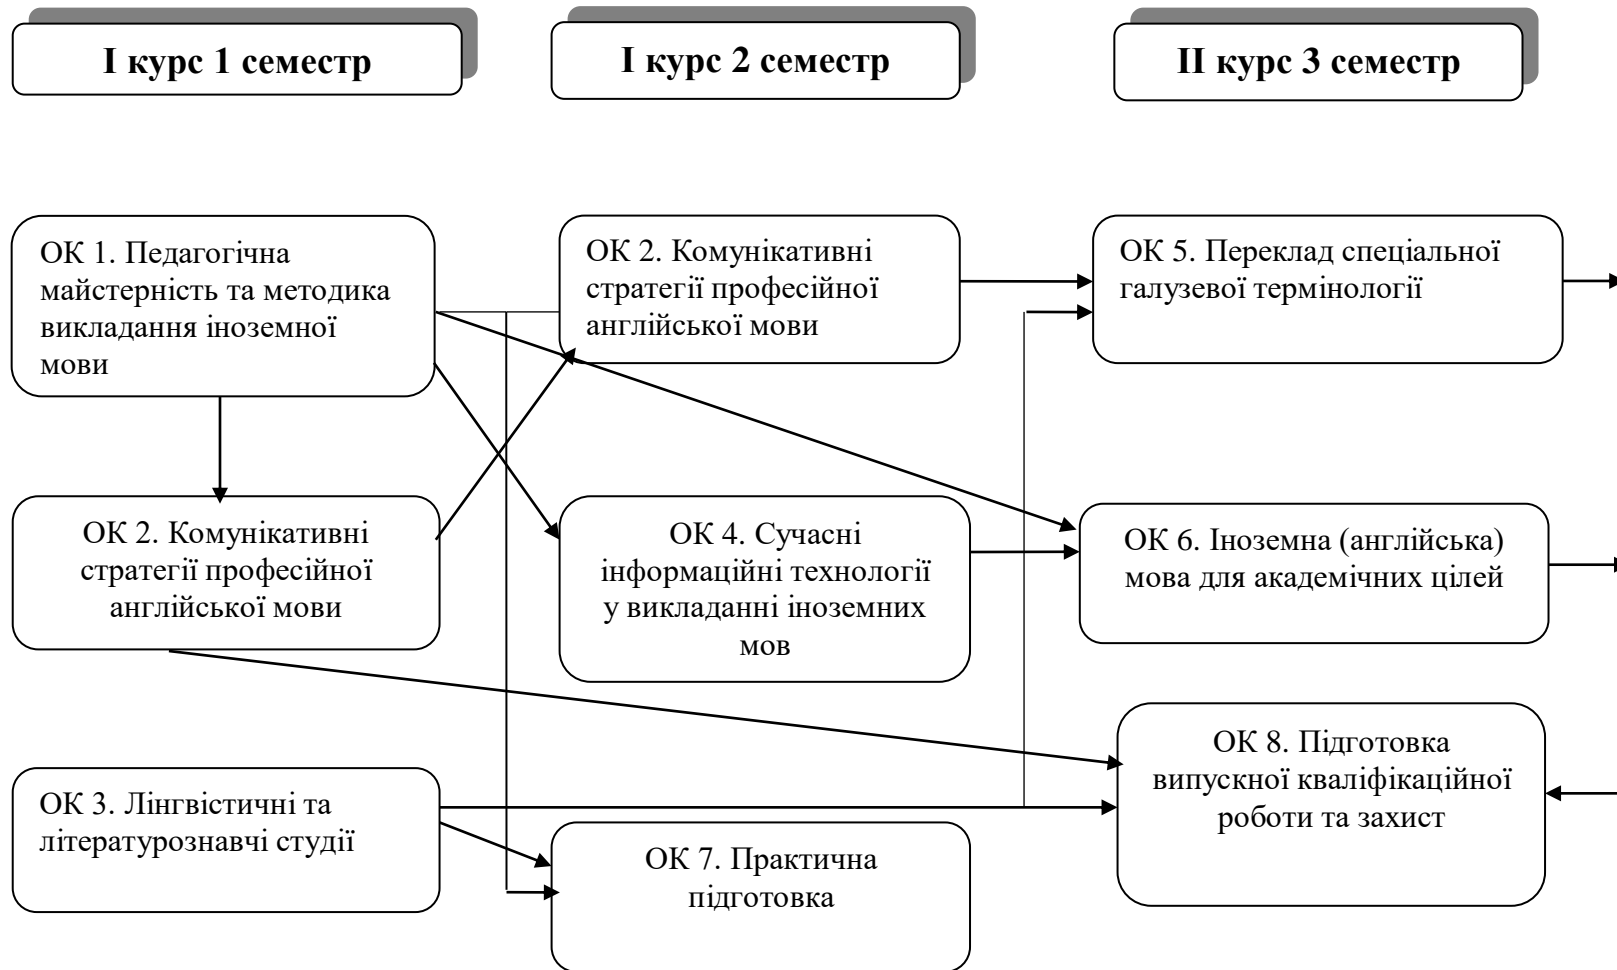 І курс 1 семестр
І курс 2 семестр
ІІ курс 3 семестр
ОК 1. Педагогічна
майстерність та методика
викладання іноземної
мови
ОК 2. Комунікативні
стратегії професійної
англійської мови
ОК 5. Переклад спеціальної
галузевої термінології
ОК 2. Комунікативні
стратегії професійної
англійської мови
ОК 4. Сучасні
інформаційні технології
у викладанні іноземних
мов
ОК 6. Іноземна (англійська)
мова для академічних цілей
ОК 3. Лінгвістичні та
літературознавчі студії
ОК 7. Практична
підготовка
ОК 8. Підготовка
випускної кваліфікаційної
роботи та захист